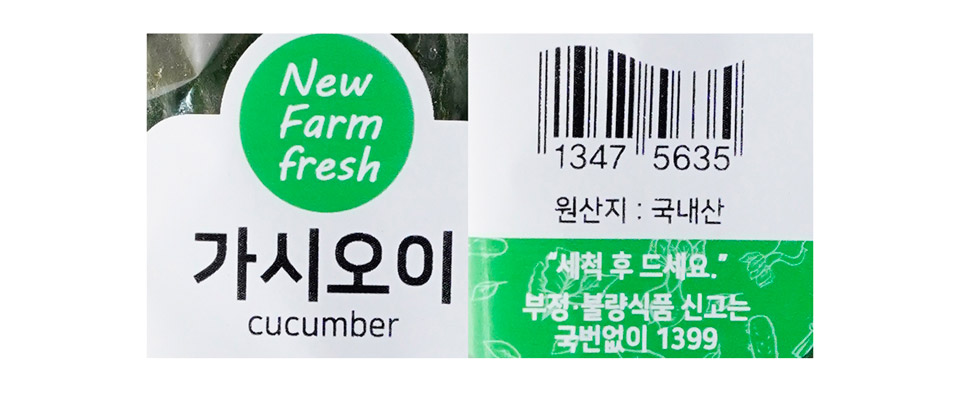 New
Farm
fresh
가시오이
cucumber
1347 5635
원산지 : 국내산
“세척 후 드세요.”
부정·불량식품 신고는
국번없이 1399